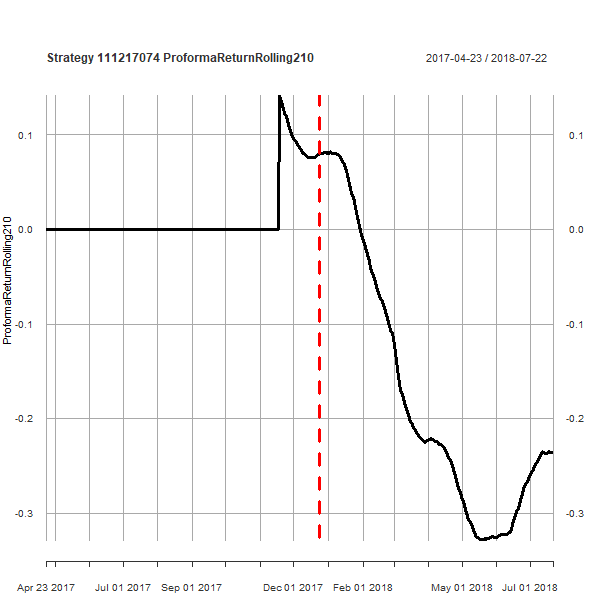 Strategy 111217074 ProformaReturnRolling210
2017-04-23 / 2018-07-22
ProformaReturnRolling210
0.1
0.0
-0.1
-0.2
-0.3
0.1
0.0
-0.1
-0.2
-0.3
Apr 23 2017 Jul 01 2017 Sep 01 2017 Dec 01 2017 Feb 01 2018 May 01 2018 Jul 01 2018